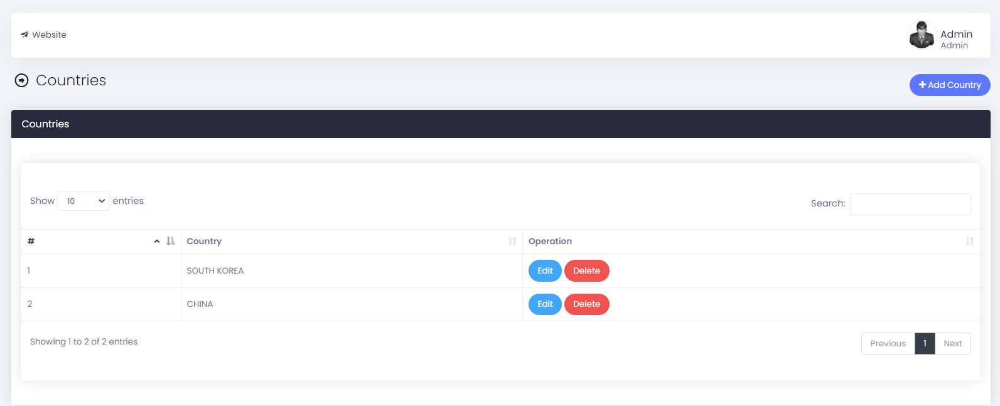 Website
Admin
Admin
Countries
Add Country
Countries
Show 10 entries
Search:
# Country Operation
1 SOUTH KOREA Edit Delete
2 CHINA Edit Delete
Showing 1 to 2 of 2 entries
Previous 1 Next